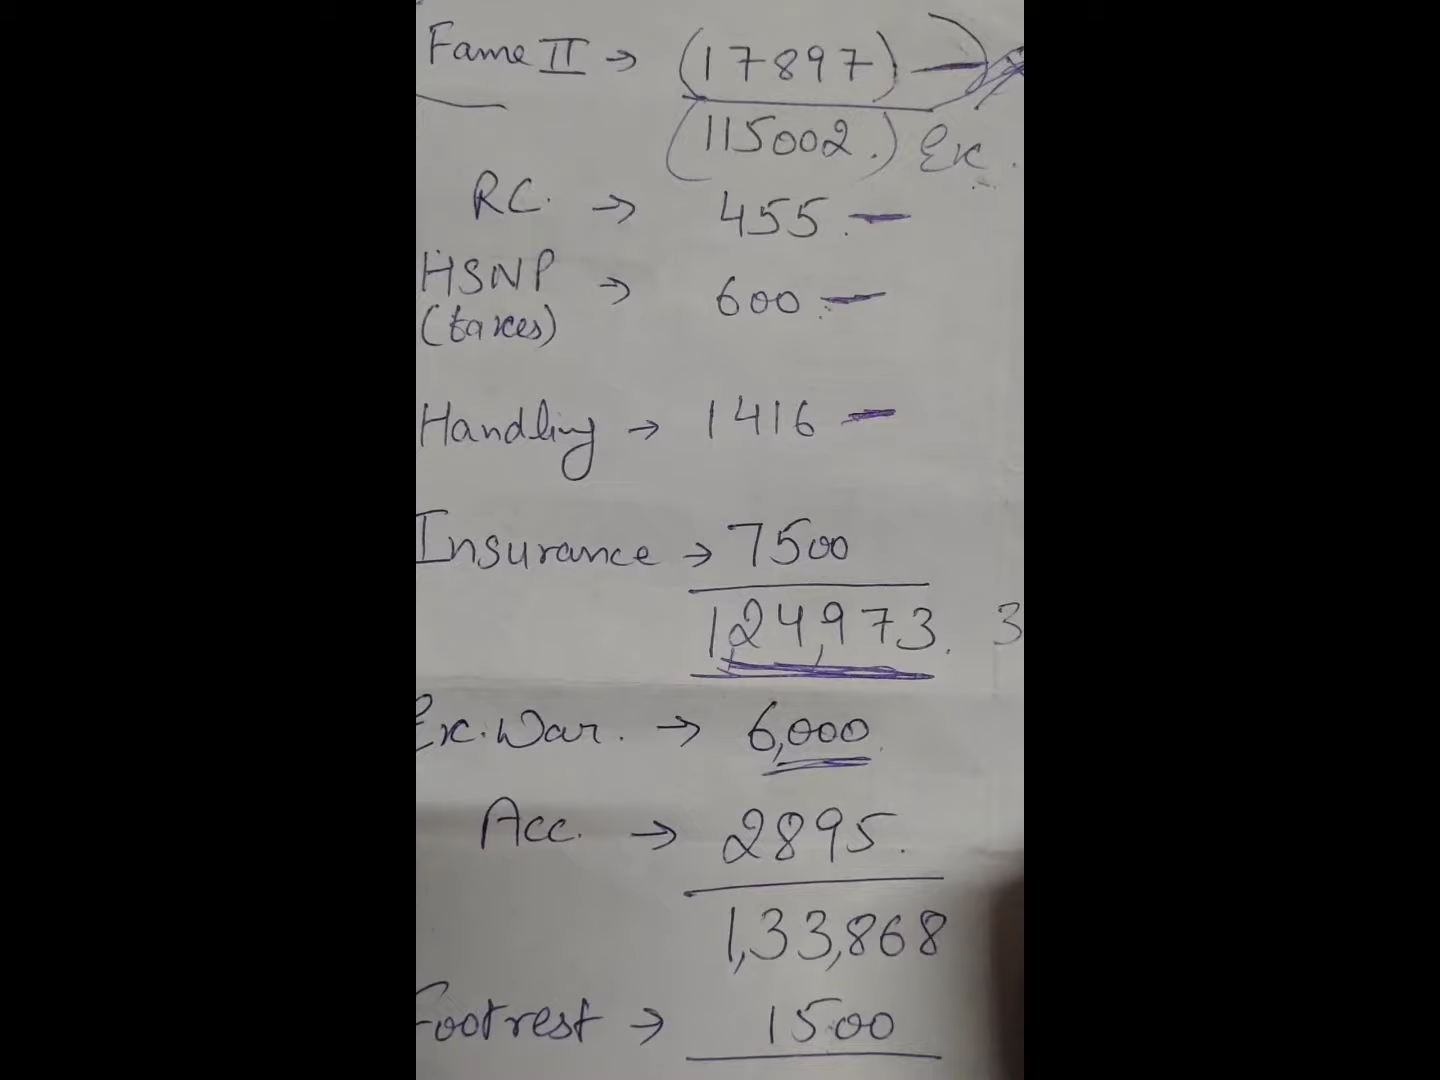 Fame II → (17897) —
(115002.) Ex.
RC. → 455. —
HSNP → 600 —
(taxes)
Handling → 1416 —
Insurance → 7500
124,973. 3
Ex. War. → 6,000
Acc. → 2895.
1,33,868
Footrest → 1500